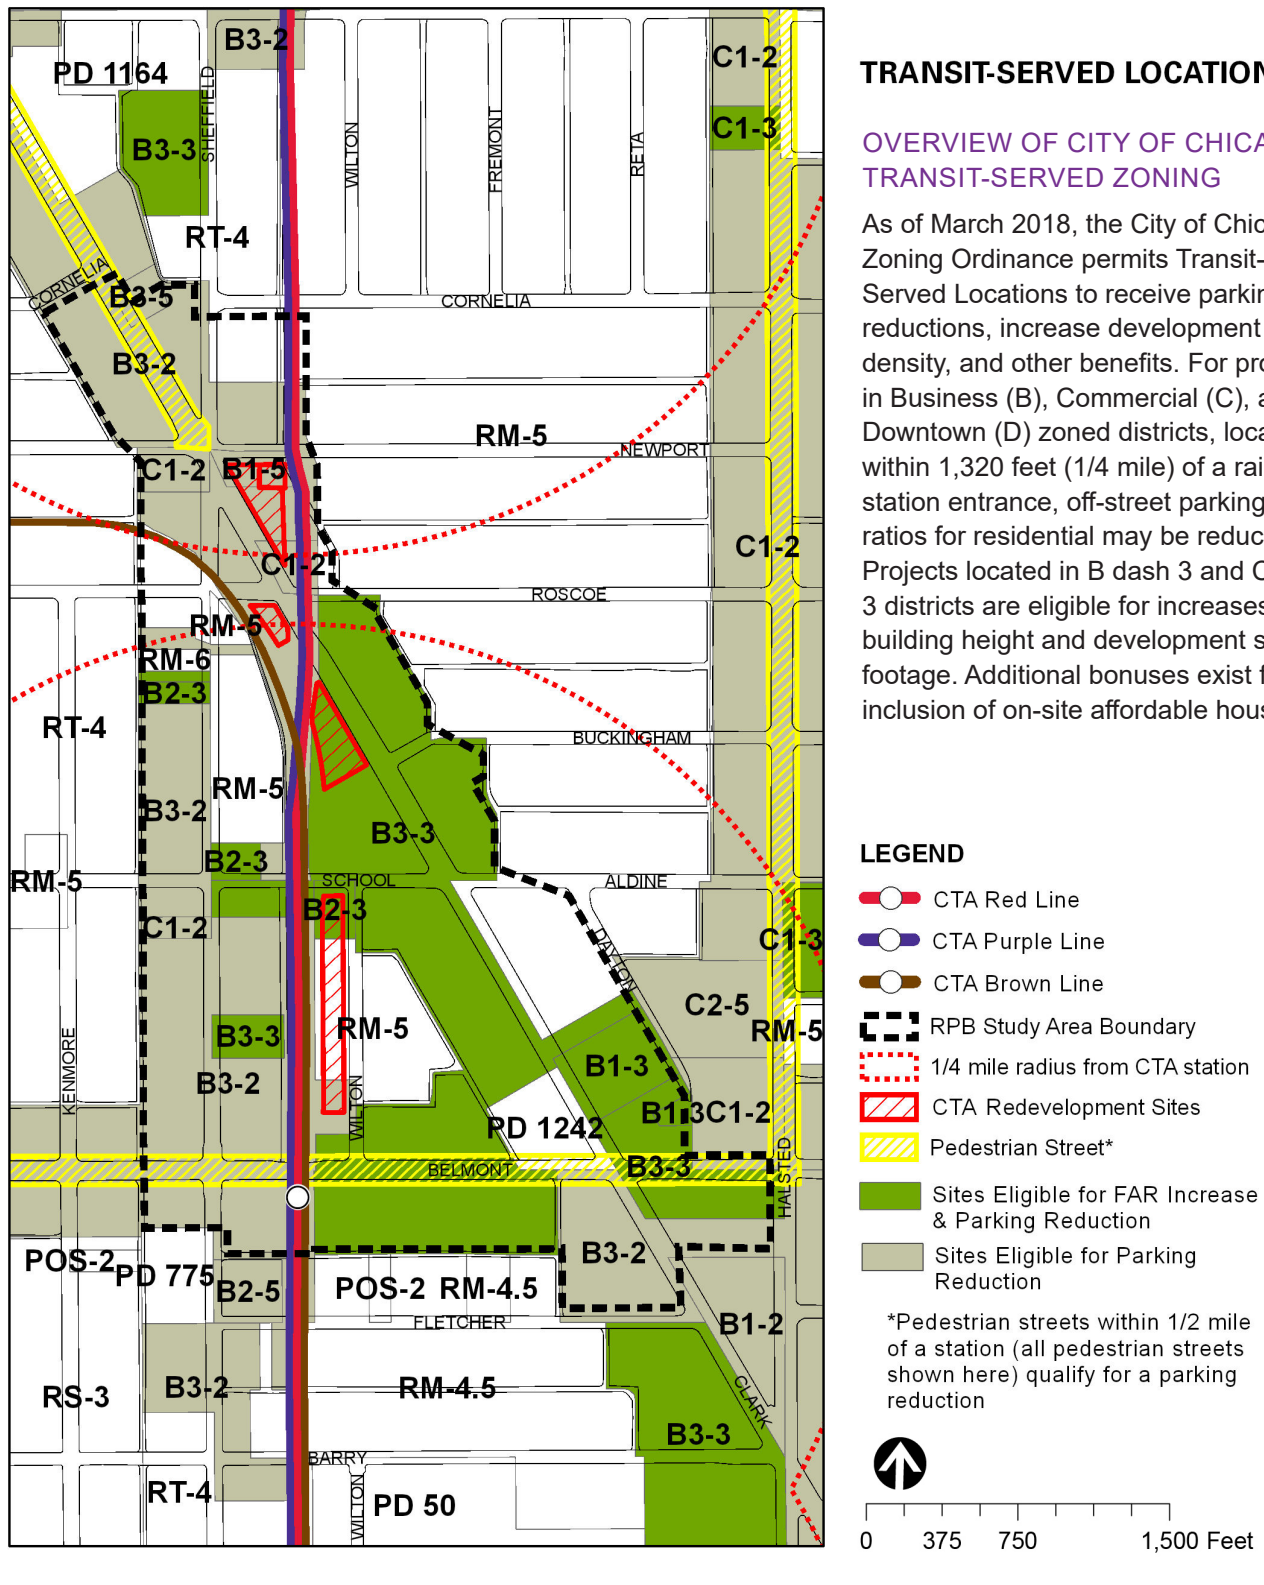 B3-2
PD 1164
SHEFFIELD
B3-3
RT-4
WILTON
FREMONT
RETA
C1-2
C1-3
CORNELIA
B3-5
CORNELIA
B3-2
RM-5
NEWPORT
C1-2
B1-5
C1-2
C1-2
ROSCOE
RM-5
RM-6
B2-3
RT-4
BUCKINGHAM
RM-5
B3-2
B3-3
B2-3
RM-5
SCHOOL
ALDINE
B2-3
C1-2
DAYTON
C1-3
C2-5
RM-5
B3-3
RM-5
KENMORE
B3-2
B1-3
WILTON
PD 1242
B1-3
C1-2
BELMONT
B3-3
HALSTED
POS-2
PD 775
B2-5
POS-2
RM-4.5
B3-2
FLETCHER
B1-2
RS-3
B3-2
RM-4.5
CLARK
B3-3
BARRY
RT-4
WILTON
PD 50
TRANSIT-SERVED LOCATION
OVERVIEW OF CITY OF CHICA
TRANSIT-SERVED ZONING
As of March 2018, the City of Chic
Zoning Ordinance permits Transit-
Served Locations to receive parkin
reductions, increase development
density, and other benefits. For pro
in Business (B), Commercial (C), a
Downtown (D) zoned districts, loca
within 1,320 feet (1/4 mile) of a rai
station entrance, off-street parking
ratios for residential may be reduc
Projects located in B dash 3 and C
3 districts are eligible for increases
building height and development s
footage. Additional bonuses exist f
inclusion of on-site affordable hous
LEGEND
CTA Red Line
CTA Purple Line
CTA Brown Line
RPB Study Area Boundary
1/4 mile radius from CTA station
CTA Redevelopment Sites
Pedestrian Street*
Sites Eligible for FAR Increase
& Parking Reduction
Sites Eligible for Parking
Reduction
*Pedestrian streets within 1/2 mile
of a station (all pedestrian streets
shown here) qualify for a parking
reduction
0 375 750 1,500 Feet